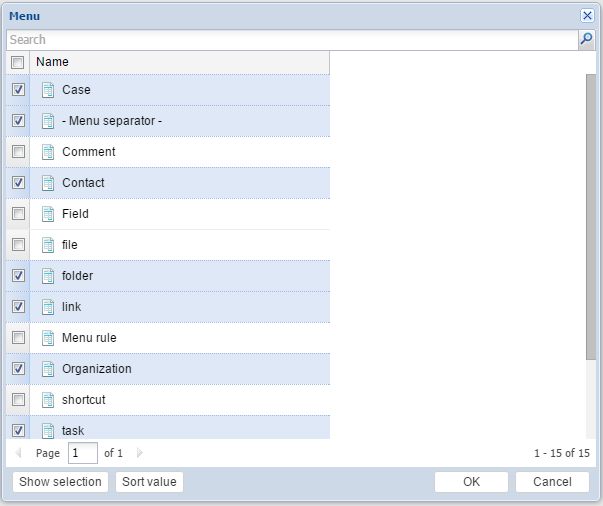 Menu
Search
Name
Case
- Menu separator -
Comment
Contact
Field
file
folder
link
Menu rule
Organization
shortcut
task
Page 1 of 1 1 - 15 of 15
Show selection Sort value OK Cancel